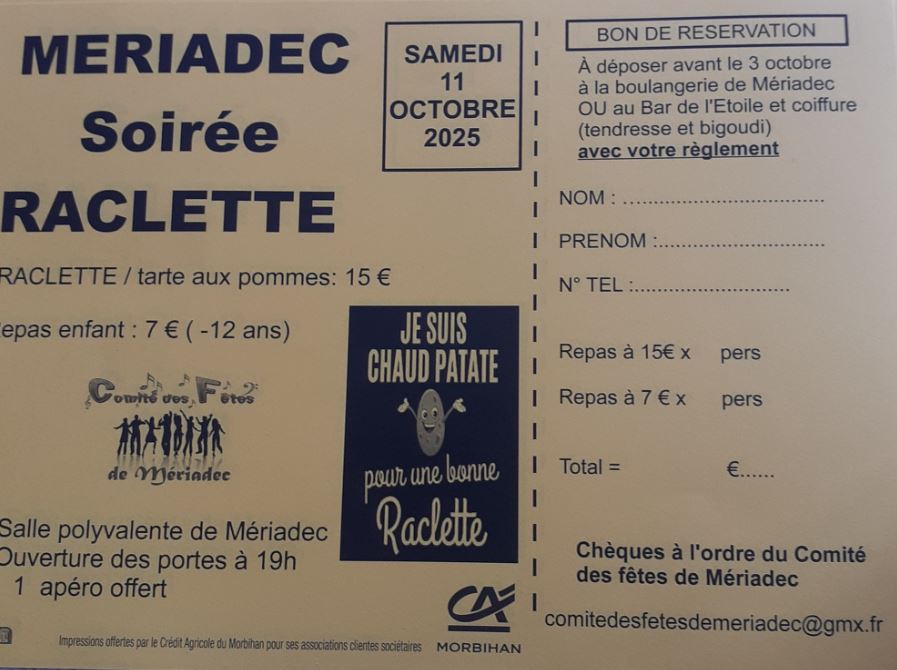 MERIADEC
Soirée
RACLETTE
SAMEDI
11
OCTOBRE
2025
RACLETTE / tarte aux pommes: 15 €
epas enfant : 7 € ( -12 ans)
Comité des Fêtes
de Mériadec
JE SUIS
CHAUD PATATE
pour une bonne
Raclette
Salle polyvalente de Mériadec
Ouverture des portes à 19h
1 apéro offert
CA
MORBIHAN
Impressions offertes par le Crédit Agricole du Morbihan pour ses associations clientes sociétaires
BON DE RESERVATION
À déposer avant le 3 octobre
à la boulangerie de Mériadec
OU au Bar de l'Etoile et coiffure
(tendresse et bigoudi)
avec votre règlement
NOM : ..................................
PRENOM :............................
N° TEL :..........................
Repas à 15€ x pers
Repas à 7 € x pers
Total = €......
Chèques à l'ordre du Comité
des fêtes de Mériadec
comitedesfetesdemeriadec@gmx.fr